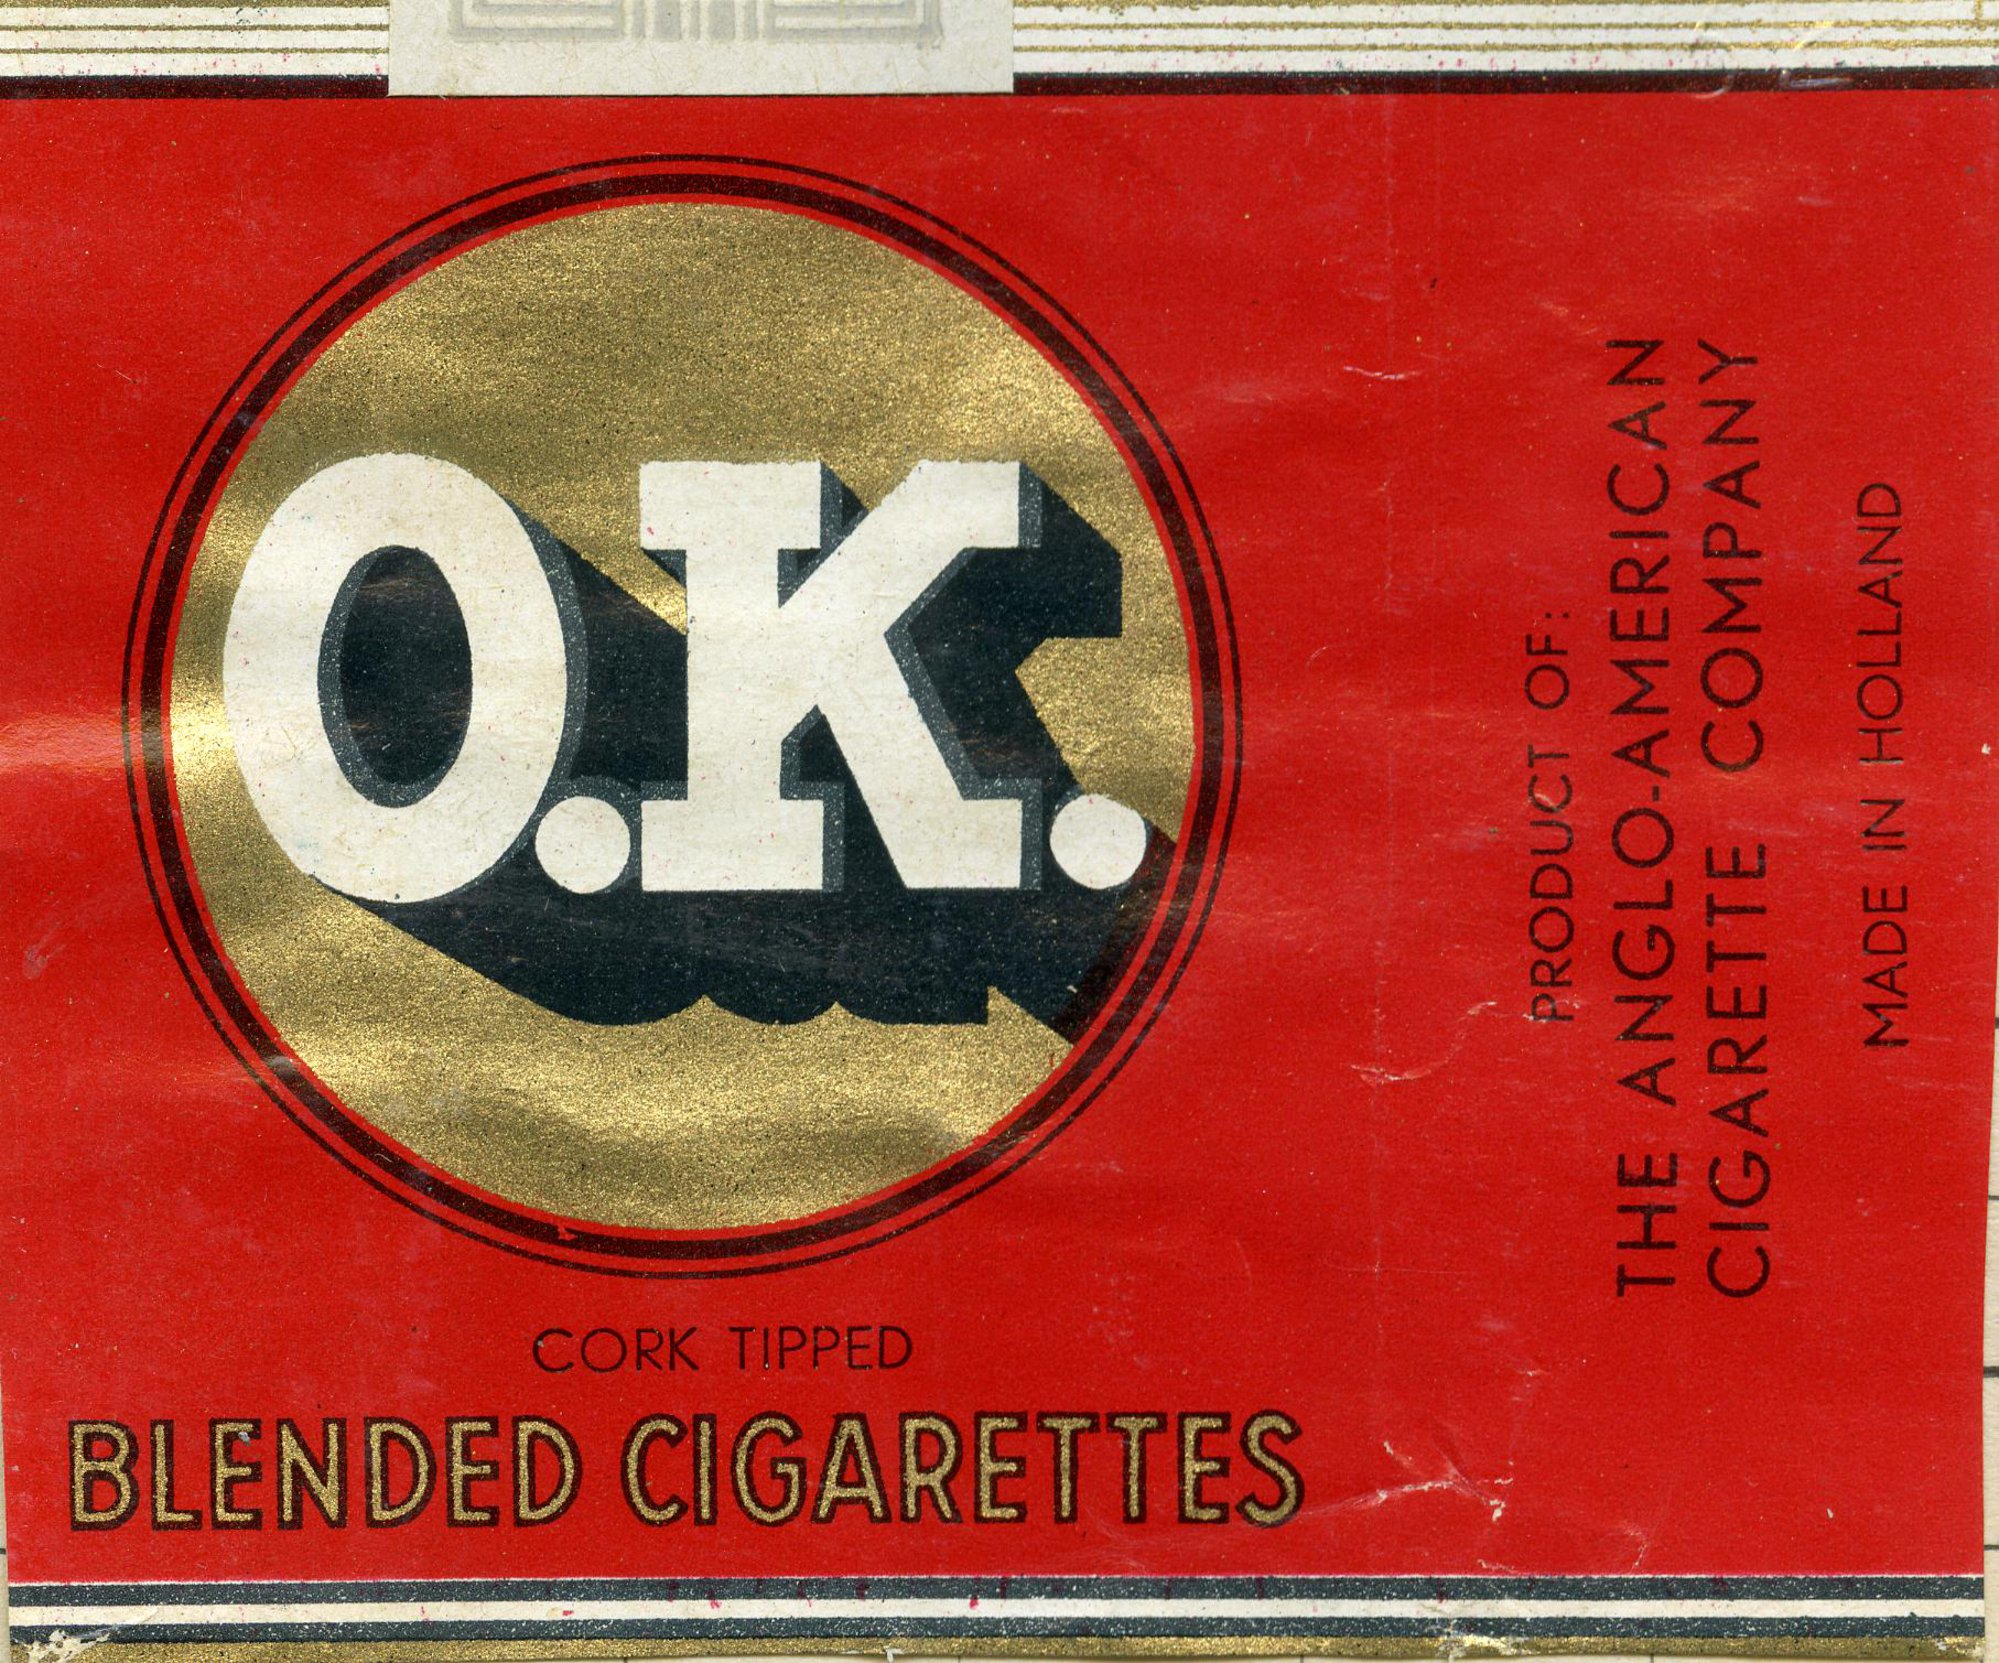 O.K.
CORK TIPPED
BLENDED CIGARETTES
PRODUCT OF:
THE ANGLO-AMERICAN
CIGARETTE COMPANY
MADE IN HOLLAND